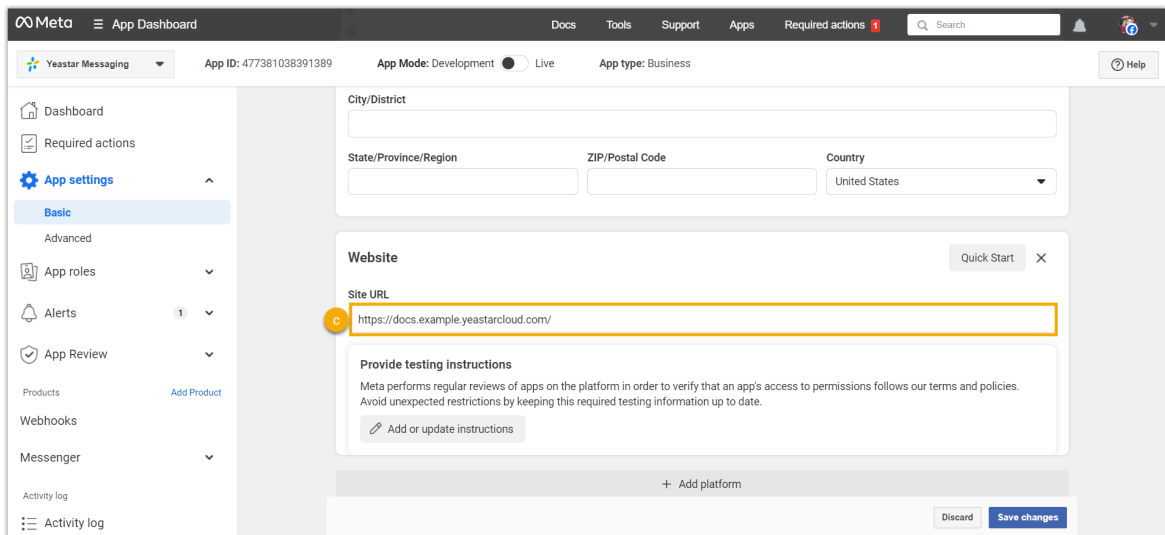 Meta App Dashboard Docs Tools Support Apps Required actions 1 Search
Yeastar Messaging App ID: 477381038391389 App Mode: Development Live App type: Business Help
Dashboard
Required actions
App settings
Basic
Advanced
App roles
Alerts 1
App Review
Products Add Product
Webhooks
Messenger
Activity log
Activity log
City/District
State/Province/Region ZIP/Postal Code Country
United States
Website Quick Start
Site URL
C https://docs.example.yeastarcloud.com/
Provide testing instructions
Meta performs regular reviews of apps on the platform in order to verify that an app's access to permissions follows our terms and policies.
Avoid unexpected restrictions by keeping this required testing information up to date.
Add or update instructions
+ Add platform
Discard Save changes